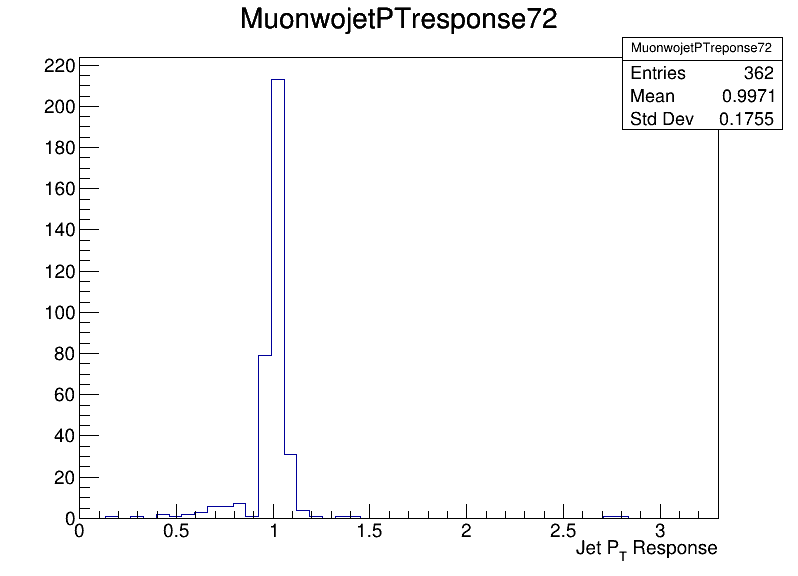 MuonwojetPTresponse72
MuonwojetPTreponse72
Entries 362
Mean 0.9971
Std Dev 0.1755
220
200
180
160
140
120
100
80
60
40
20
0
0 0.5 1 1.5 2 2.5 3
Jet P_T Response